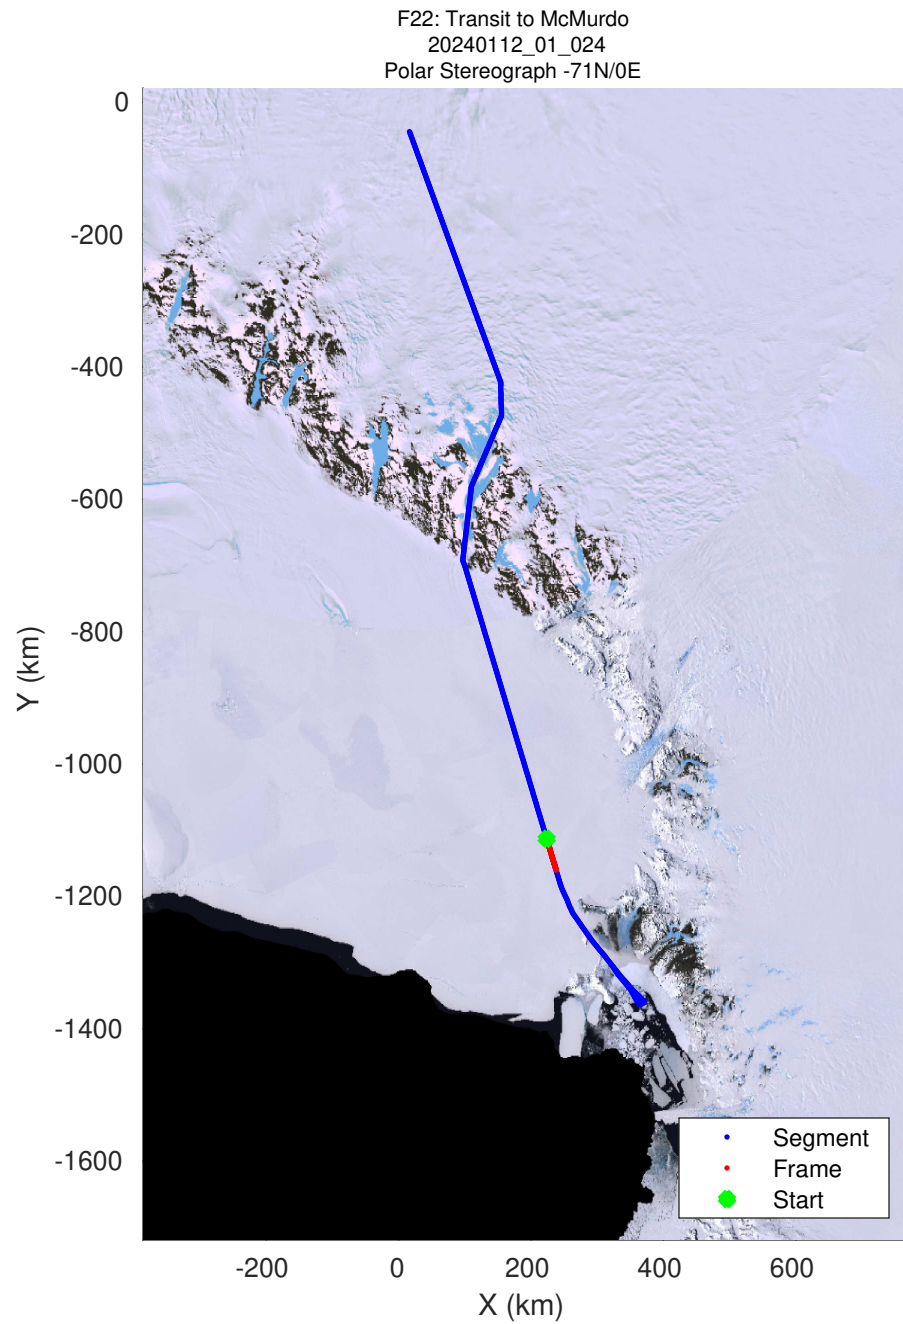 F22: Transit to McMurdo
20240112_01_024
Polar Stereograph -71N/0E
0
-200
-400
-600
-800
-1000
-1200
-1400
-1600
Y (km)
-200
0
200
400
600
X (km)
Segment
Frame
Start